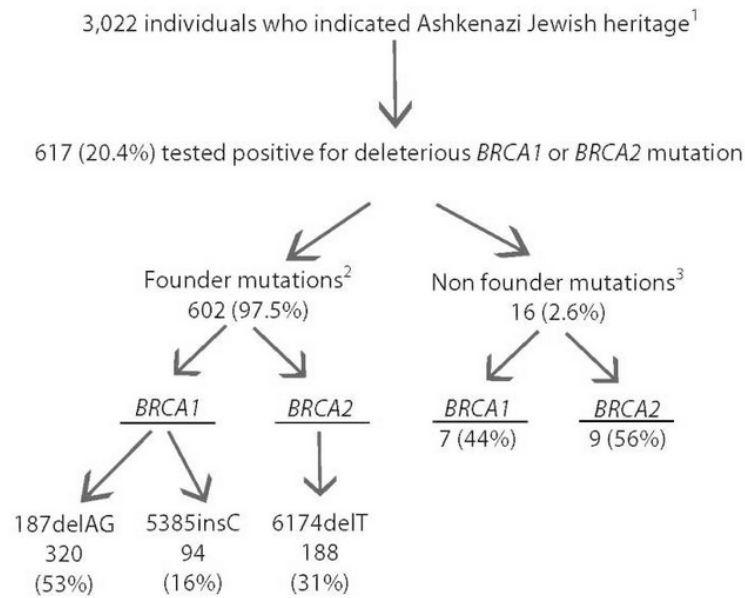 3,022 individuals who indicated Ashkenazi Jewish heritage¹
617 (20.4%) tested positive for deleterious BRCA1 or BRCA2 mutation
Founder mutations²
602 (97.5%)
Non founder mutations³
16 (2.6%)
BRCA1
BRCA2
BRCA1
7 (44%)
BRCA2
9 (56%)
187delAG
320
(53%)
5385insC
94
(16%)
6174delT
188
(31%)